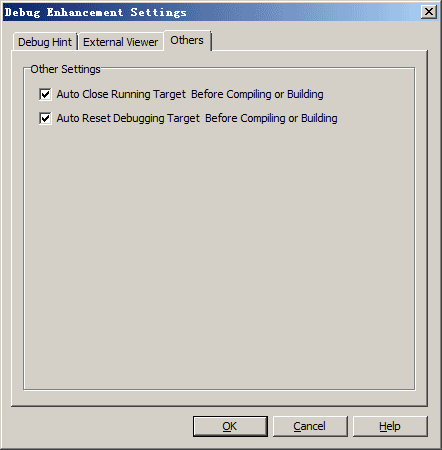 Debug Enhancement Settings
Debug Hint External Viewer Others
Other Settings
Auto Close Running Target Before Compiling or Building
Auto Reset Debugging Target Before Compiling or Building
OK Cancel Help